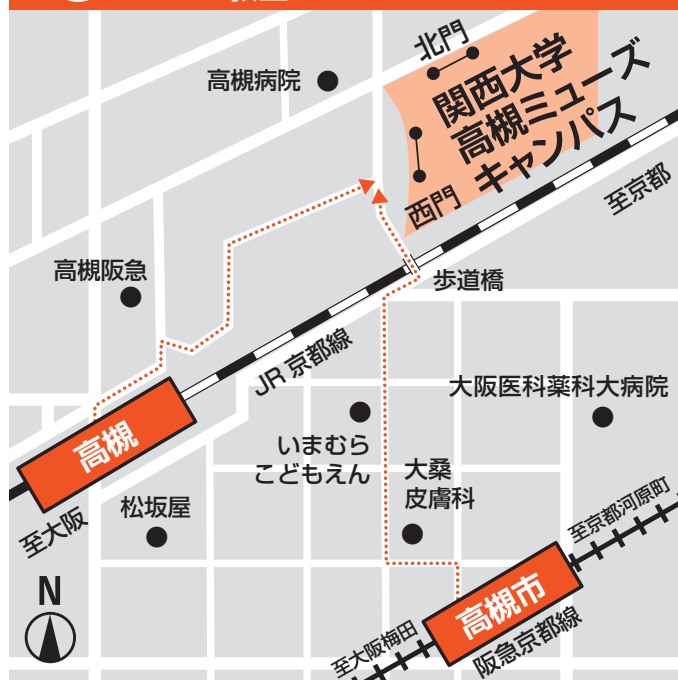 北門
高槻病院
関西大学
高槻ミューズ
キャンパス
西門
至京都
高槻阪急
歩道橋
JR 京都線
大阪医科薬科大病院
高槻
いまむら
こどもえん
大桑
皮膚科
至大阪
松坂屋
至京都河原町
N
高槻市
阪急京都線
至大阪梅田